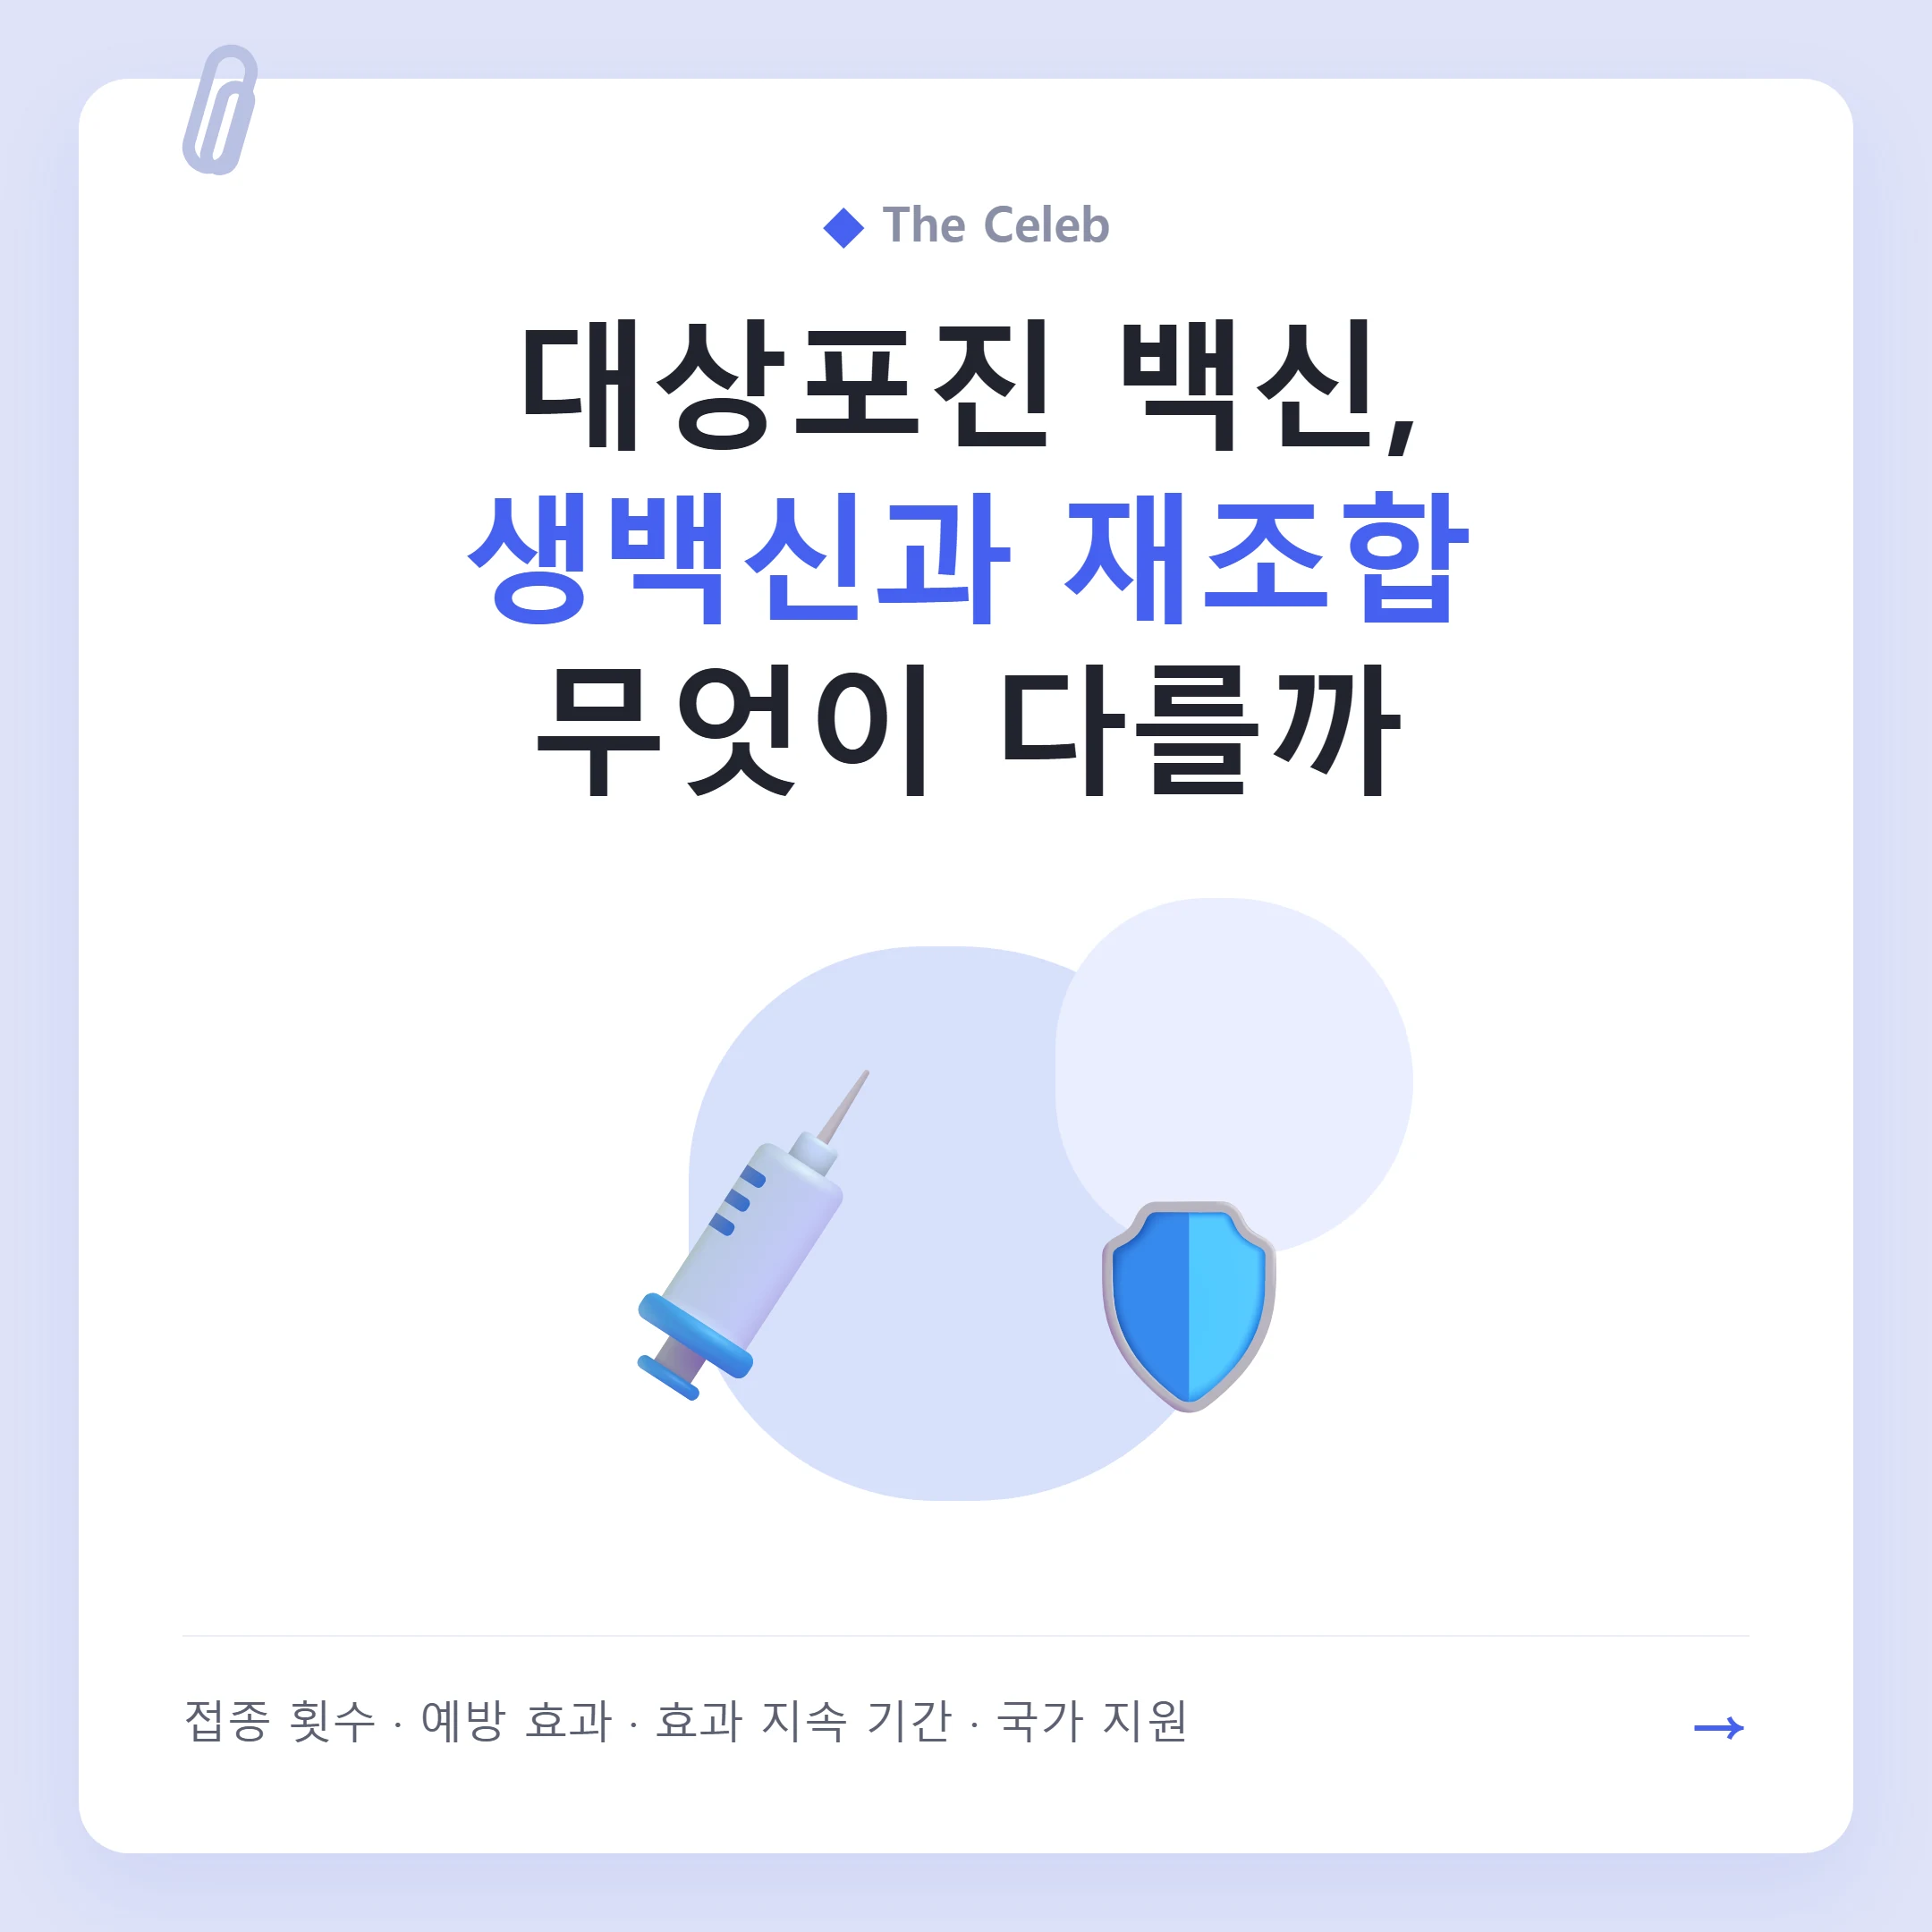 The Celeb
대상포진 백신,
생백신과 재조합
무엇이 다를까
접종 횟수 · 예방 효과 · 효과 지속 기간 · 국가 지원